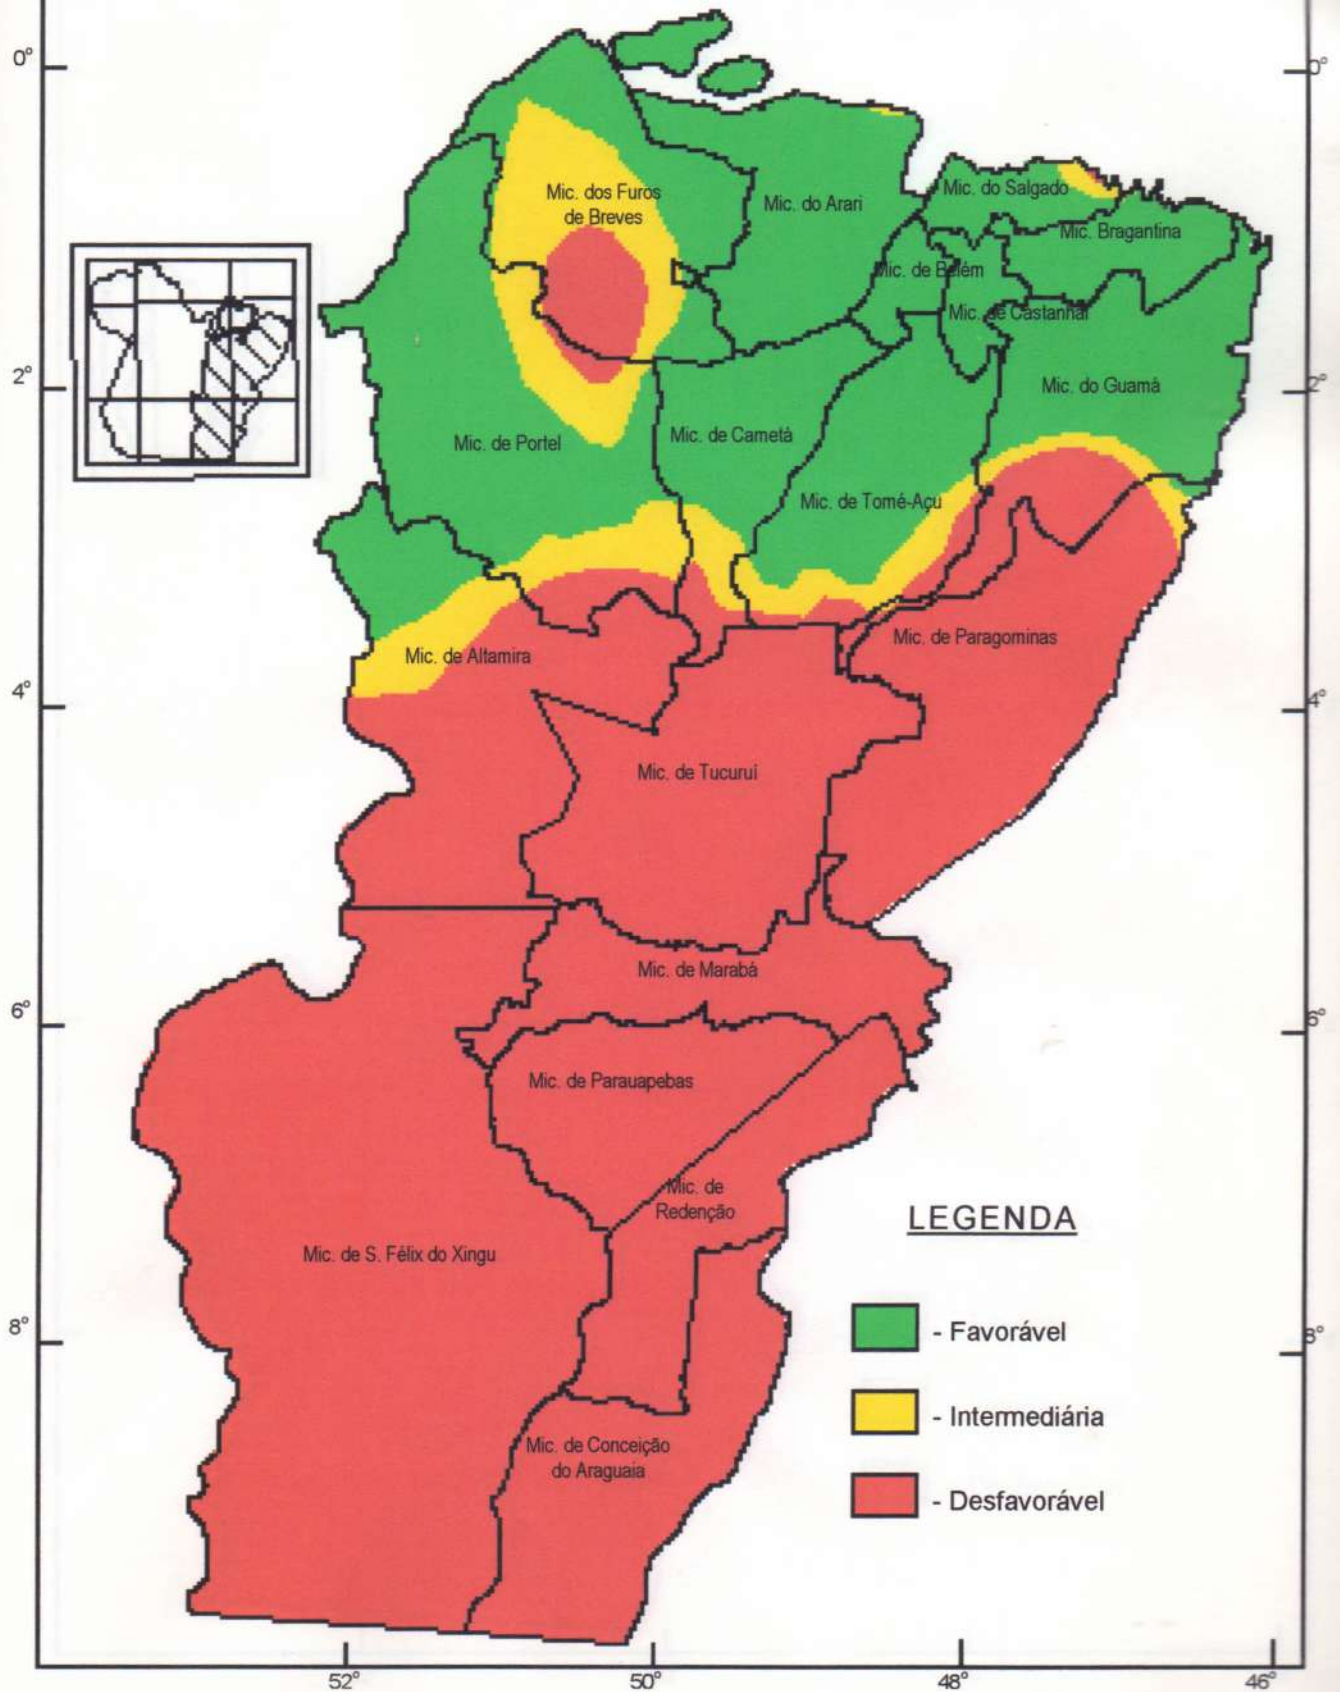 0°
0°
Mic. dos Furos
de Breves
Mic. do Arari
Mic. do Salgado
Mic. Bragantina
Mic. de Belém
Mic. de Castanhal
2°
2°
Mic. do Guamá
Mic. de Portel
Mic. de Cametá
Mic. de Tomé-Açu
Mic. de Paragominas
Mic. de Altamira
4°
4°
Mic. de Tucuruí
Mic. de Marabá
6°
6°
Mic. de Parauapebas
Mic. de
Redenção
LEGENDA
Mic. de S. Félix do Xingu
8°
8°
- Favorável
- Intermediária
Mic. de Conceição
do Araguaia
- Desfavorável
52°
50°
48°
46°